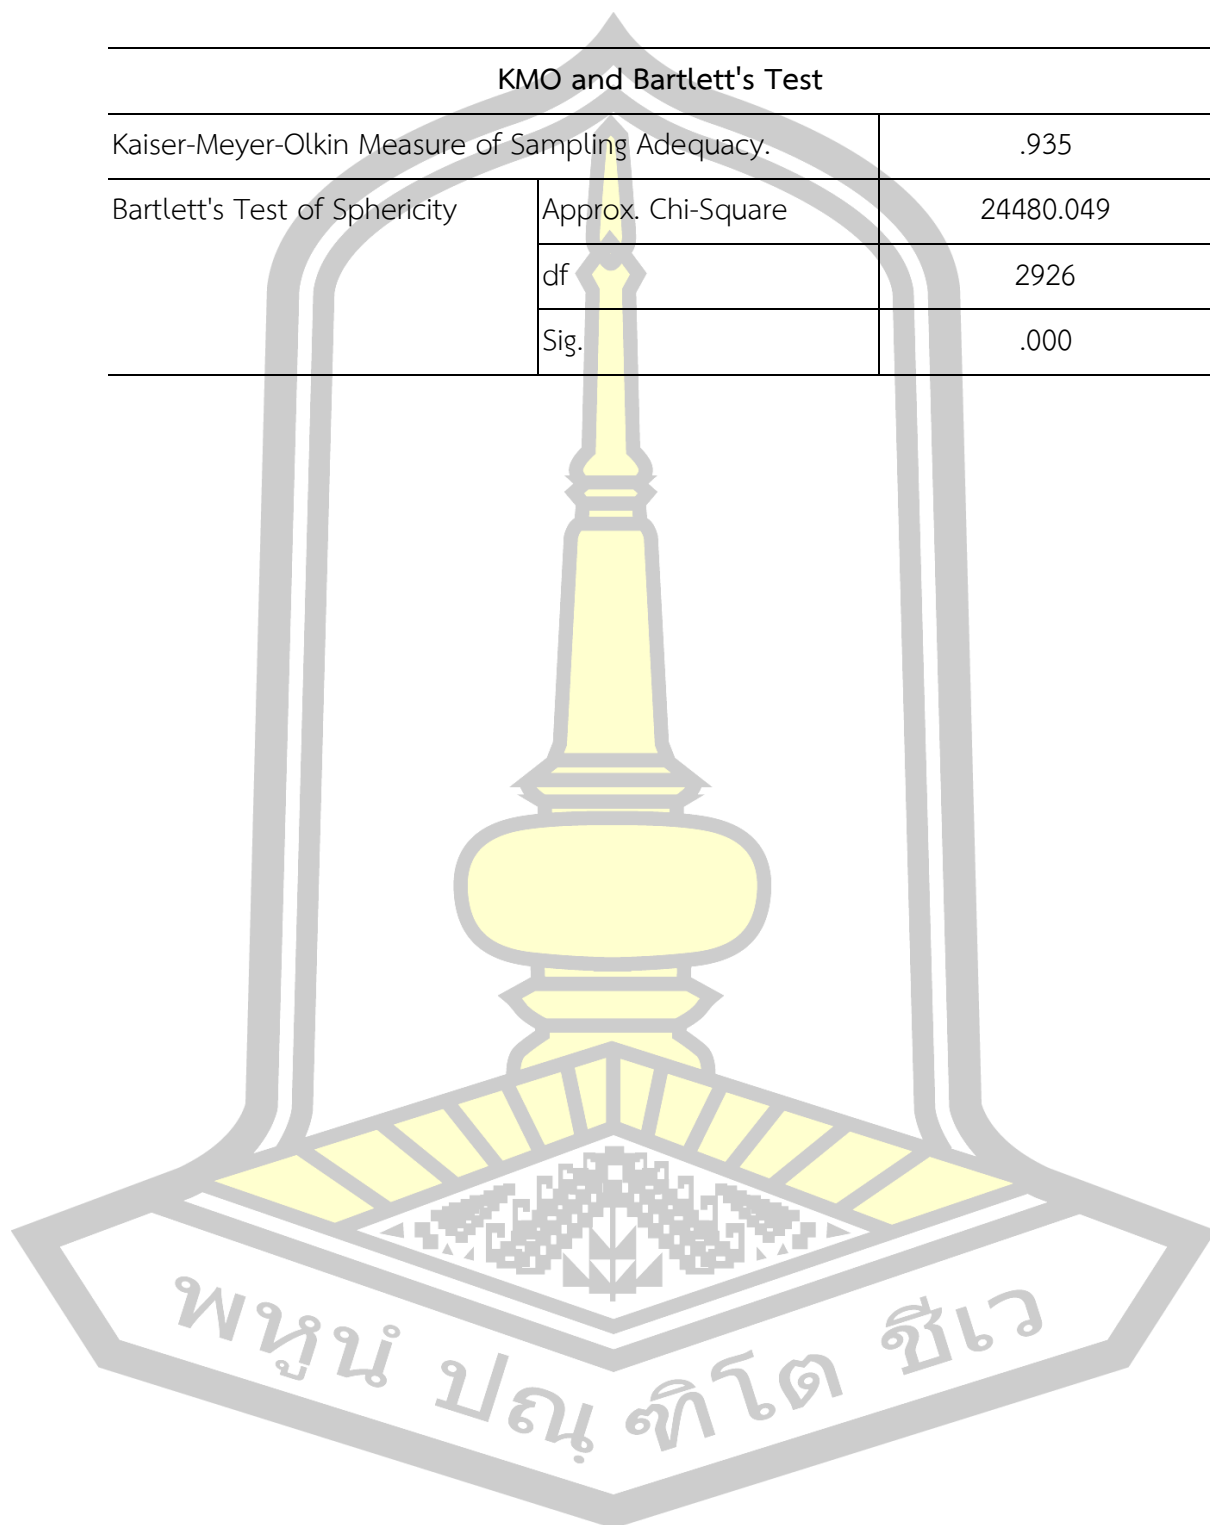 KMO and Bartlett's Test
Kaiser-Meyer-Olkin Measure of Sampling Adequacy. .935
Bartlett's Test of Sphericity Approx. Chi-Square 24480.049
df 2926
Sig. .000
พหูนํ ปณฺฑิโต ชีเว